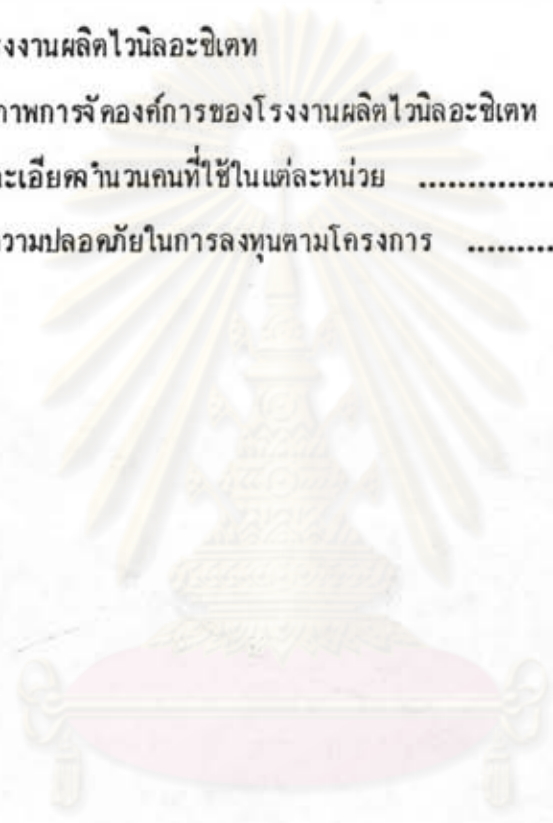 รงงานผลิตไวนิลอะซิเตท
ภาพการจัดองค์การของโรงงานผลิตไวนิลอะซิเตท
ะเอียดจำนวนคนที่ใช้ในแต่ละหน่วย ..............
วามปลอดภัยในการลงทุนตามโครงการ .........